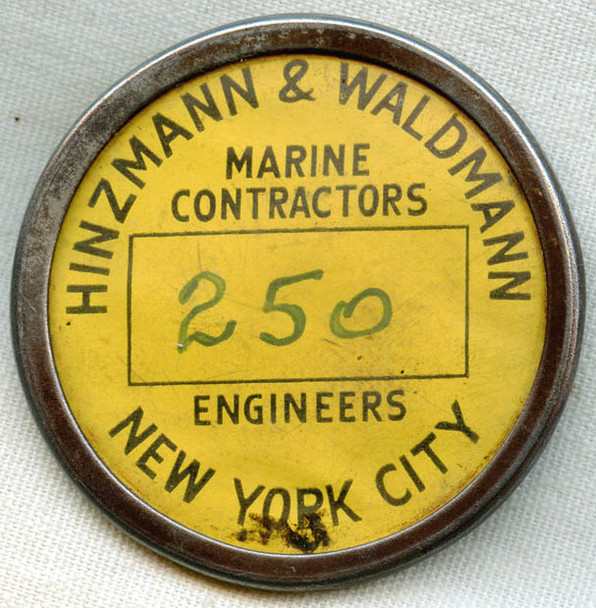 HINZMANN & WALDMANN
MARINE
CONTRACTORS
250
ENGINEERS
NEW YORK CITY